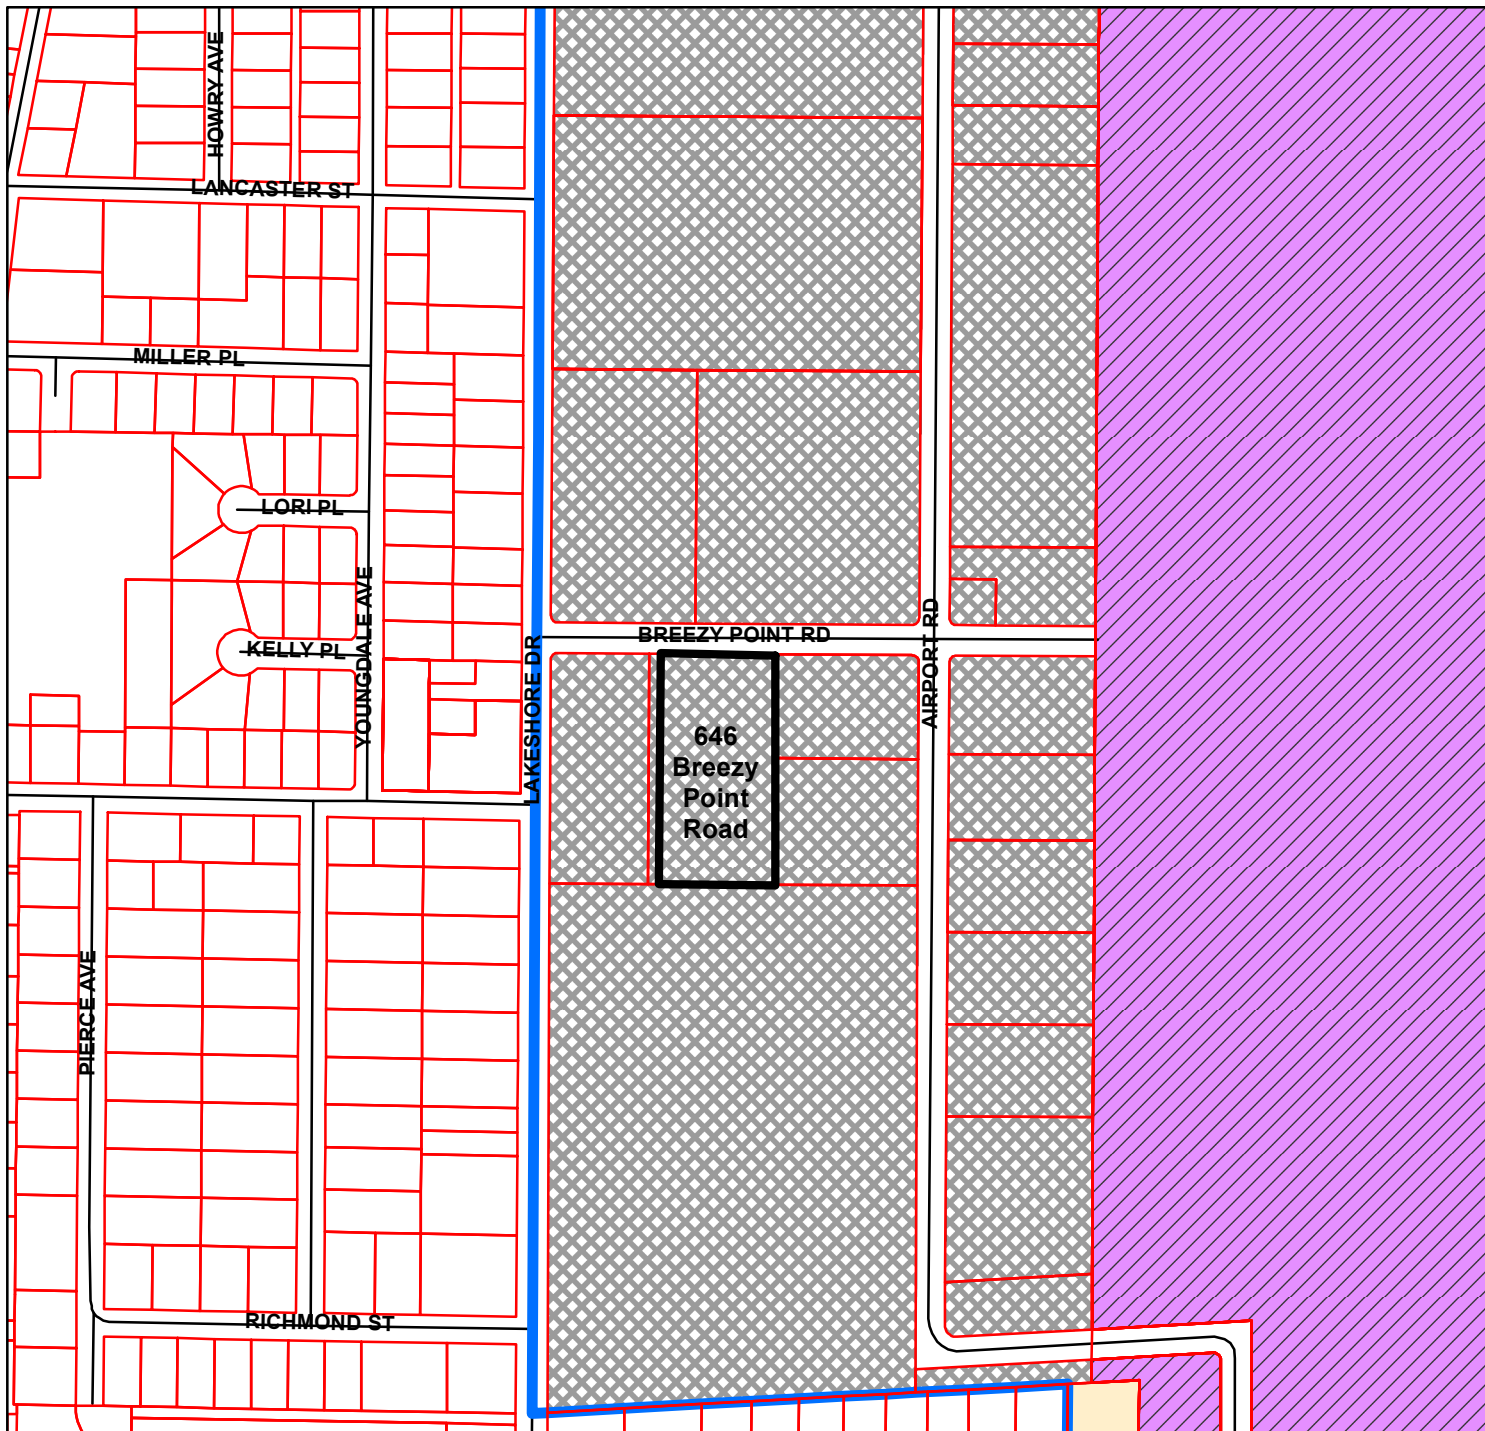 HOWRY AVE
LANCASTER ST
MILLER PL
LORI PL
YOUNGDALE AVE
KELLY PL
LAKESHORE DR
BREEZY POINT RD
AIRPORT RD
646
Breezy
Point
Road
PIERCE AVE
RICHMOND ST